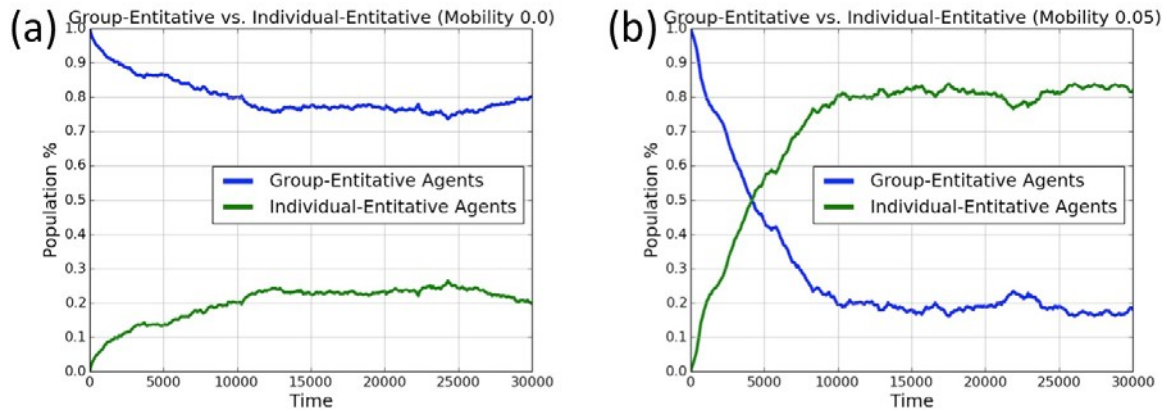 (a)
Group-Entitative vs. Individual-Entitative (Mobility 0.0)
1.0
0.9
0.8
0.7
0.6
0.5
0.4
0.3
0.2
0.1
0.0
Population %
Group-Entitative Agents
Individual-Entitative Agents
0 5000 10000 15000 20000 25000 30000
Time
(b)
Group-Entitative vs. Individual-Entitative (Mobility 0.05)
1.0
0.9
0.8
0.7
0.6
0.5
0.4
0.3
0.2
0.1
0.0
Population %
Group-Entitative Agents
Individual-Entitative Agents
0 5000 10000 15000 20000 25000 30000
Time